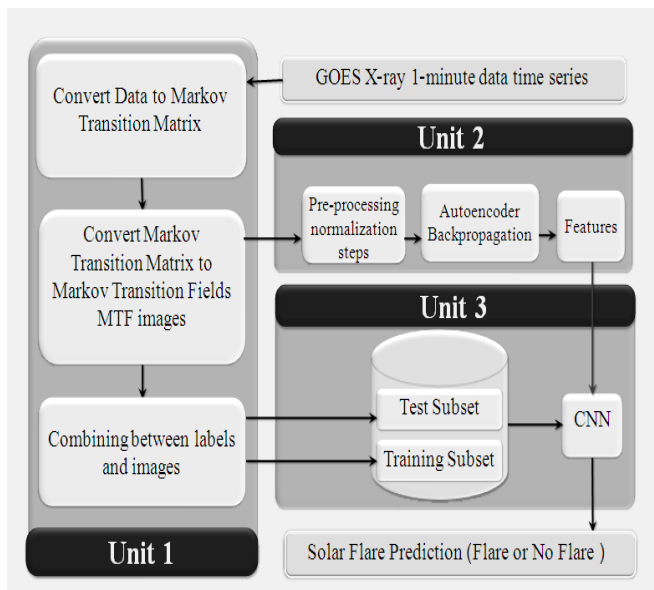 GOES X-ray 1-minute data time series
Convert Data to Markov
Transition Matrix
Convert Markov
Transition Matrix to
Markov Transition Fields
MTF images
Combining between labels
and images
Unit 1
Unit 2
Pre-processing
normalization
steps
Autoencoder
Backpropagation
Features
Unit 3
Test Subset
Training Subset
CNN
Solar Flare Prediction (Flare or No Flare )